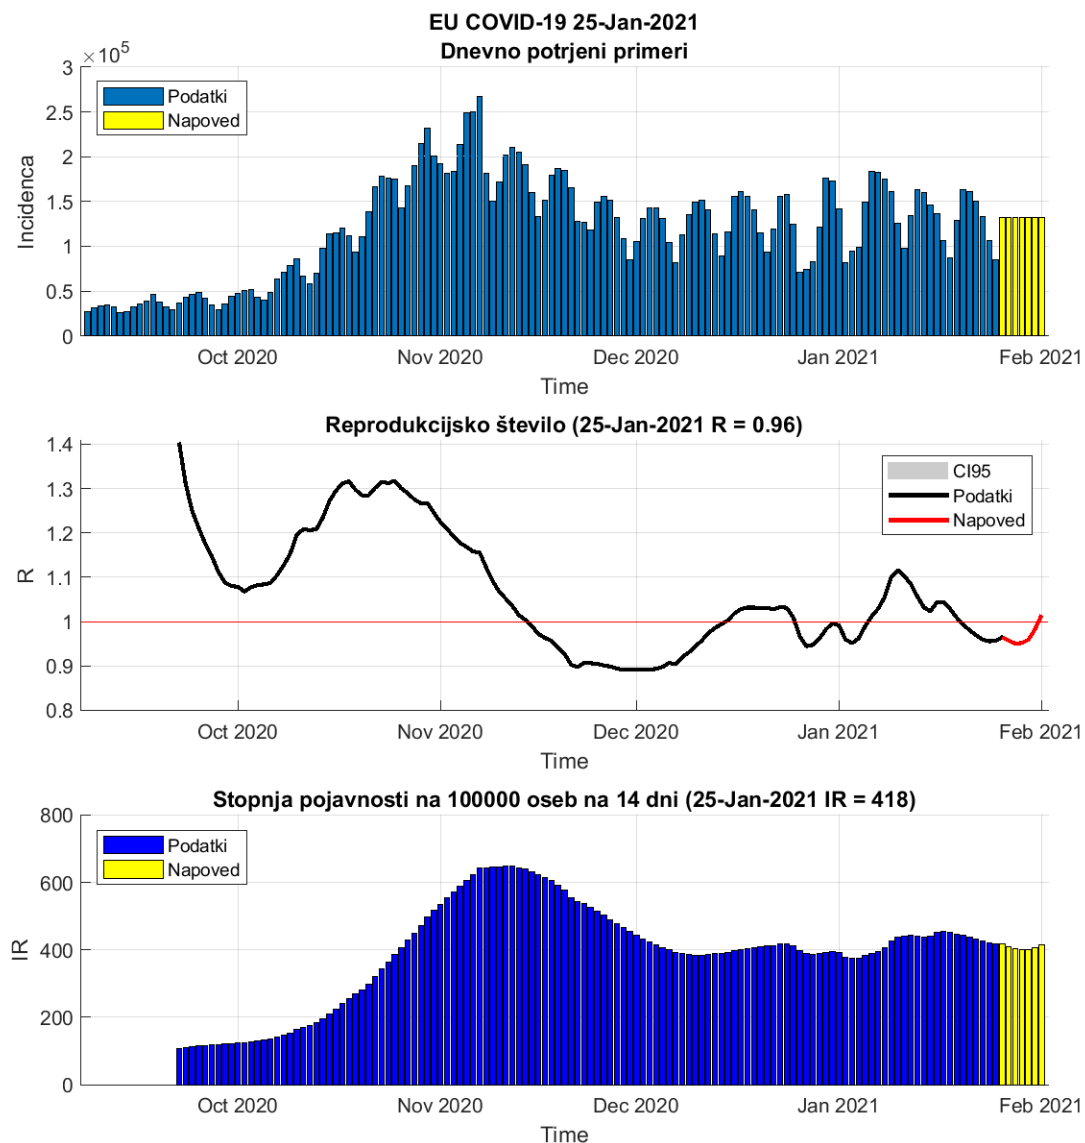 EU COVID-19 25-Jan-2021
Dnevno potrjeni primeri
×10^5
3
2.5
2
1.5
1
0.5
0
Incidenca
Podatki
Napoved
Oct 2020
Nov 2020
Dec 2020
Jan 2021
Feb 2021
Time
Reprodukcijsko število (25-Jan-2021 R = 0.96)
1.4
1.3
1.2
1.1
1
0.9
0.8
R
CI95
Podatki
Napoved
Oct 2020
Nov 2020
Dec 2020
Jan 2021
Feb 2021
Time
Stopnja pojavnosti na 100000 oseb na 14 dni (25-Jan-2021 IR = 418)
800
600
400
200
0
IR
Podatki
Napoved
Oct 2020
Nov 2020
Dec 2020
Jan 2021
Feb 2021
Time